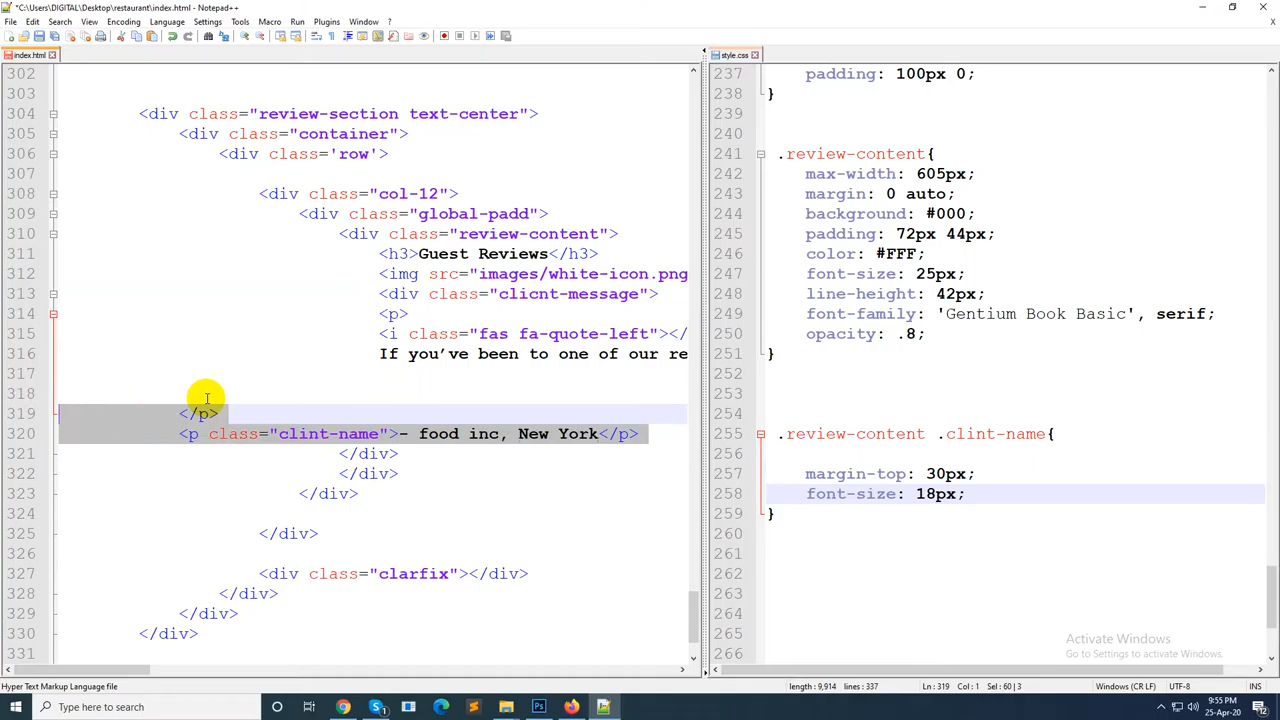 *C:\Users\DIGITAL\Desktop\restaurant\index.html - Notepad++
File Edit Search View Encoding Language Settings Tools Macro Run Plugins Window ? X
index.html style.css
302
303
304 <div class="review-section text-center">
305 <div class="container">
306 <div class='row'>
307
308 <div class="col-12">
309 <div class="global-padd">
310 <div class="review-content">
311 <h3>Guest Reviews</h3>
312 <img src="images/white-icon.png
313 <div class="clicnt-message">
314 <p>
315 <i class="fas fa-quote-left"></
316 If you’ve been to one of our re
317
318
319 </p>
320 <p class="clint-name">- food inc, New York</p>
321 </div>
322 </div>
323 </div>
324
325 </div>
326
327 <div class="clarfix"></div>
328 </div>
329 </div>
330 </div>
331
237 padding: 100px 0;
238 }
239
240
241 .review-content{
242 max-width: 605px;
243 margin: 0 auto;
244 background: #000;
245 padding: 72px 44px;
246 color: #FFF;
247 font-size: 25px;
248 line-height: 42px;
249 font-family: 'Gentium Book Basic', serif;
250 opacity: .8;
251 }
252
253
254
255 .review-content .clint-name{
256
257 margin-top: 30px;
258 font-size: 18px;
259 }
260
261
262
263
264
265
266
Activate Windows
Go to Settings to activate Windows.
Hyper Text Markup Language file length : 9,914 lines : 337 Ln : 319 Col : 1 Sel : 60 | 3 Windows (CR LF) UTF-8 INS
Type here to search
9:55 PM
25-Apr-20
12